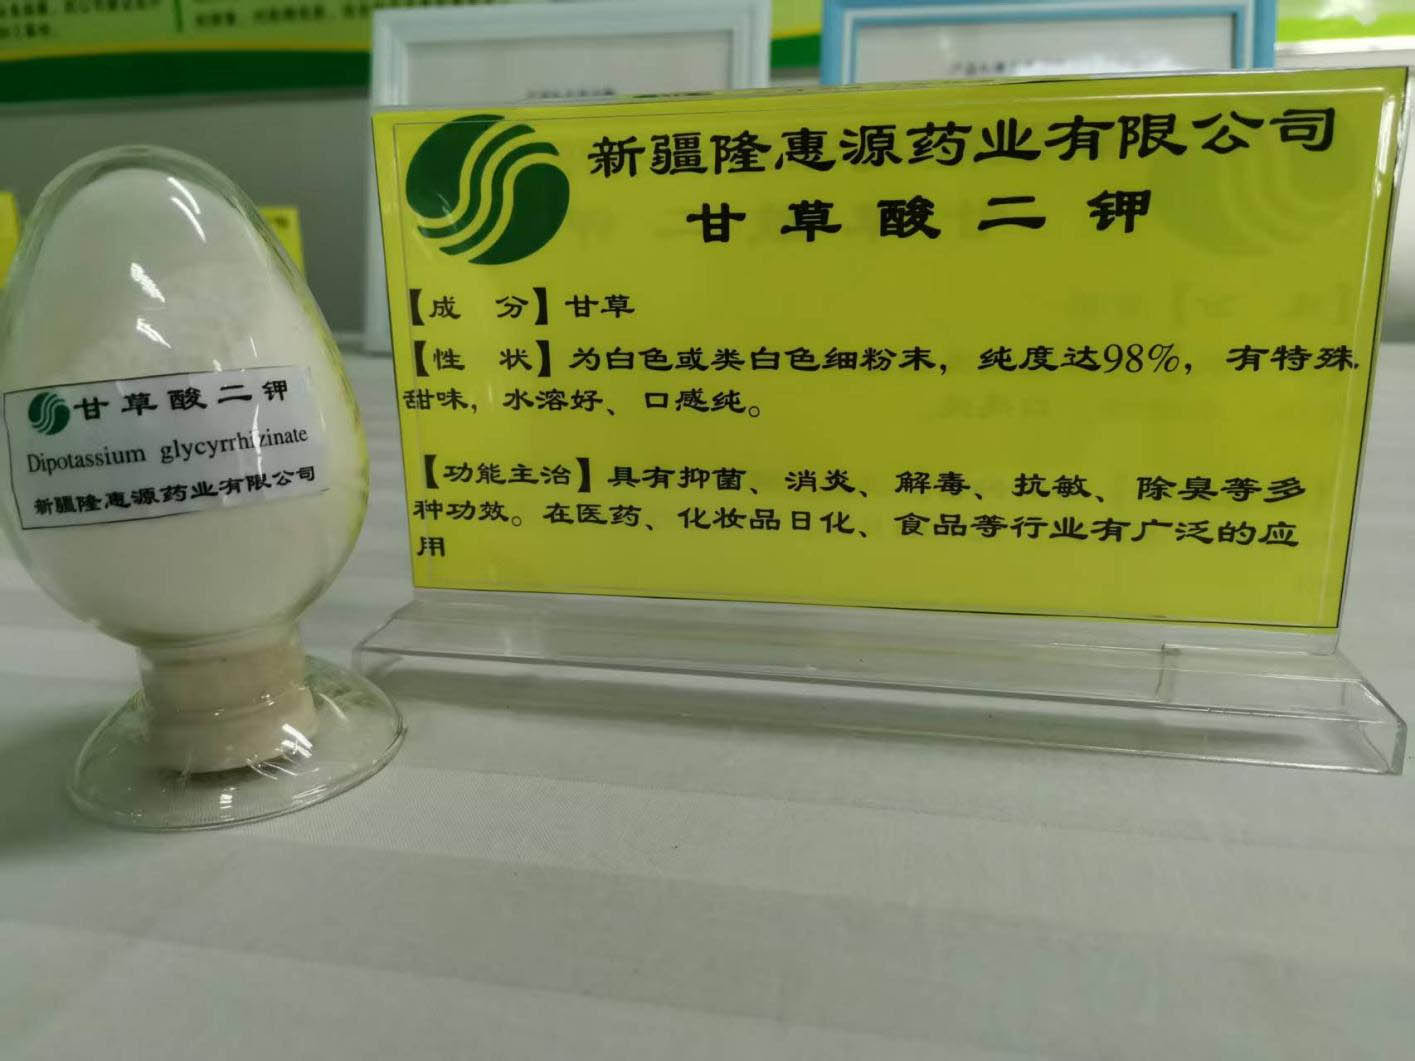 新疆隆惠源药业有限公司
甘草酸二钾
【成 分】甘草
【性 状】为白色或类白色细粉末，纯度达98%，有特殊
甜味，水溶好、口感纯。
【功能主治】具有抑菌、消炎、解毒、抗敏、除臭等多
种功效。在医药、化妆品日化、食品等行业有广泛的应
用
甘草酸二钾
Dipotassium glycyrrhizinate
新疆隆惠源药业有限公司